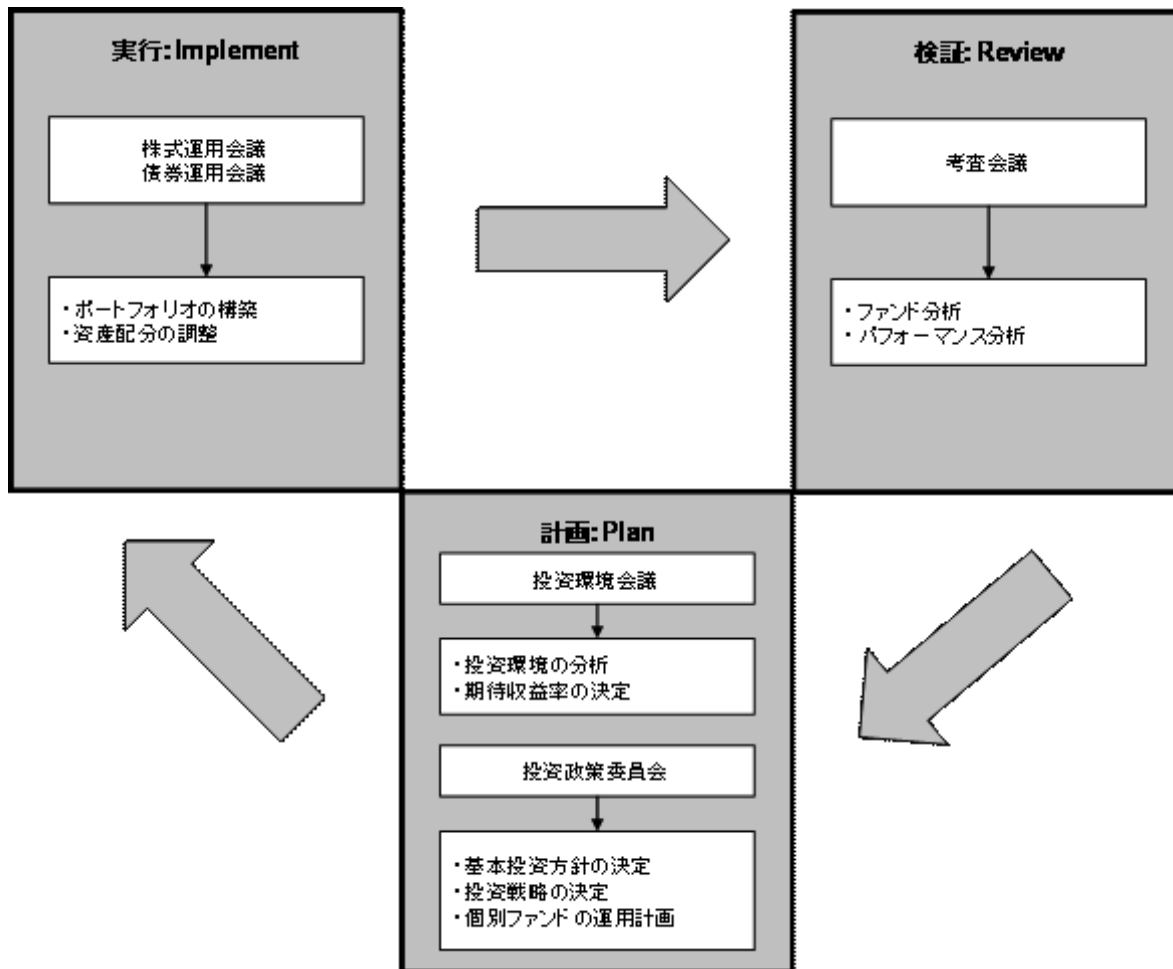 実行: Implement
株式運用会議
債券運用会議
・ポートフォリオの構築
・資産配分の調整
検証: Review
考査会議
・ファンド分析
・パフォーマンス分析
計画: Plan
投資環境会議
・投資環境の分析
・期待収益率の決定
投資政策委員会
・基本投資方針の決定
・投資戦略の決定
・個別ファンドの運用計画